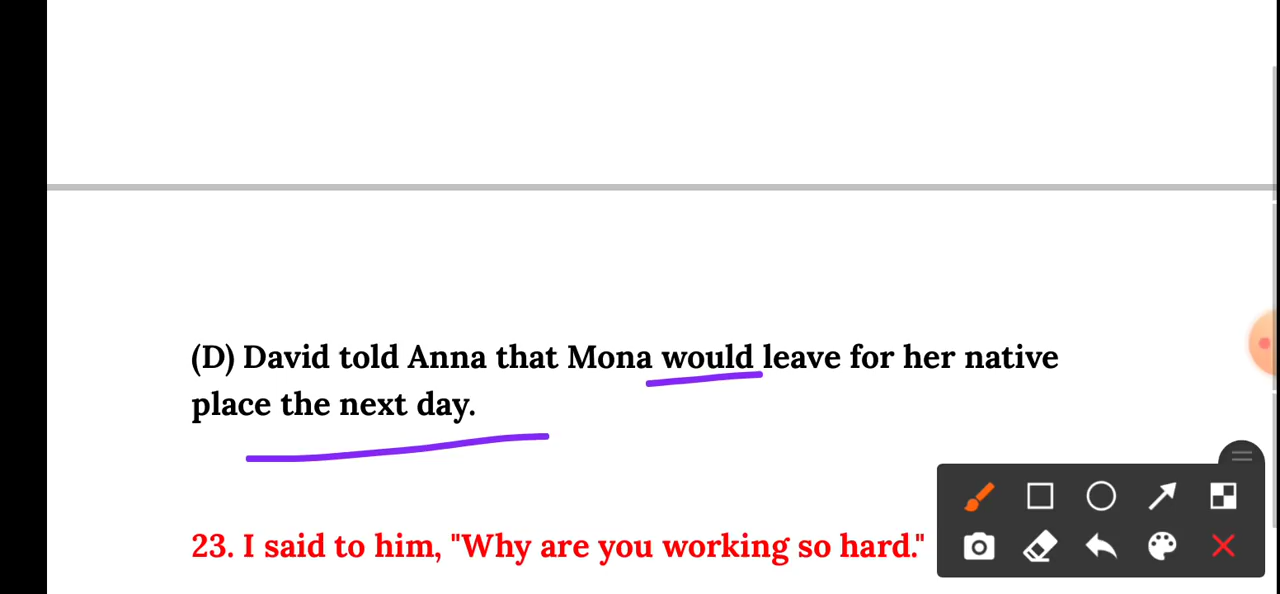 (D) David told Anna that Mona would leave for her native
place the next day.
23. I said to him, "Why are you working so hard."